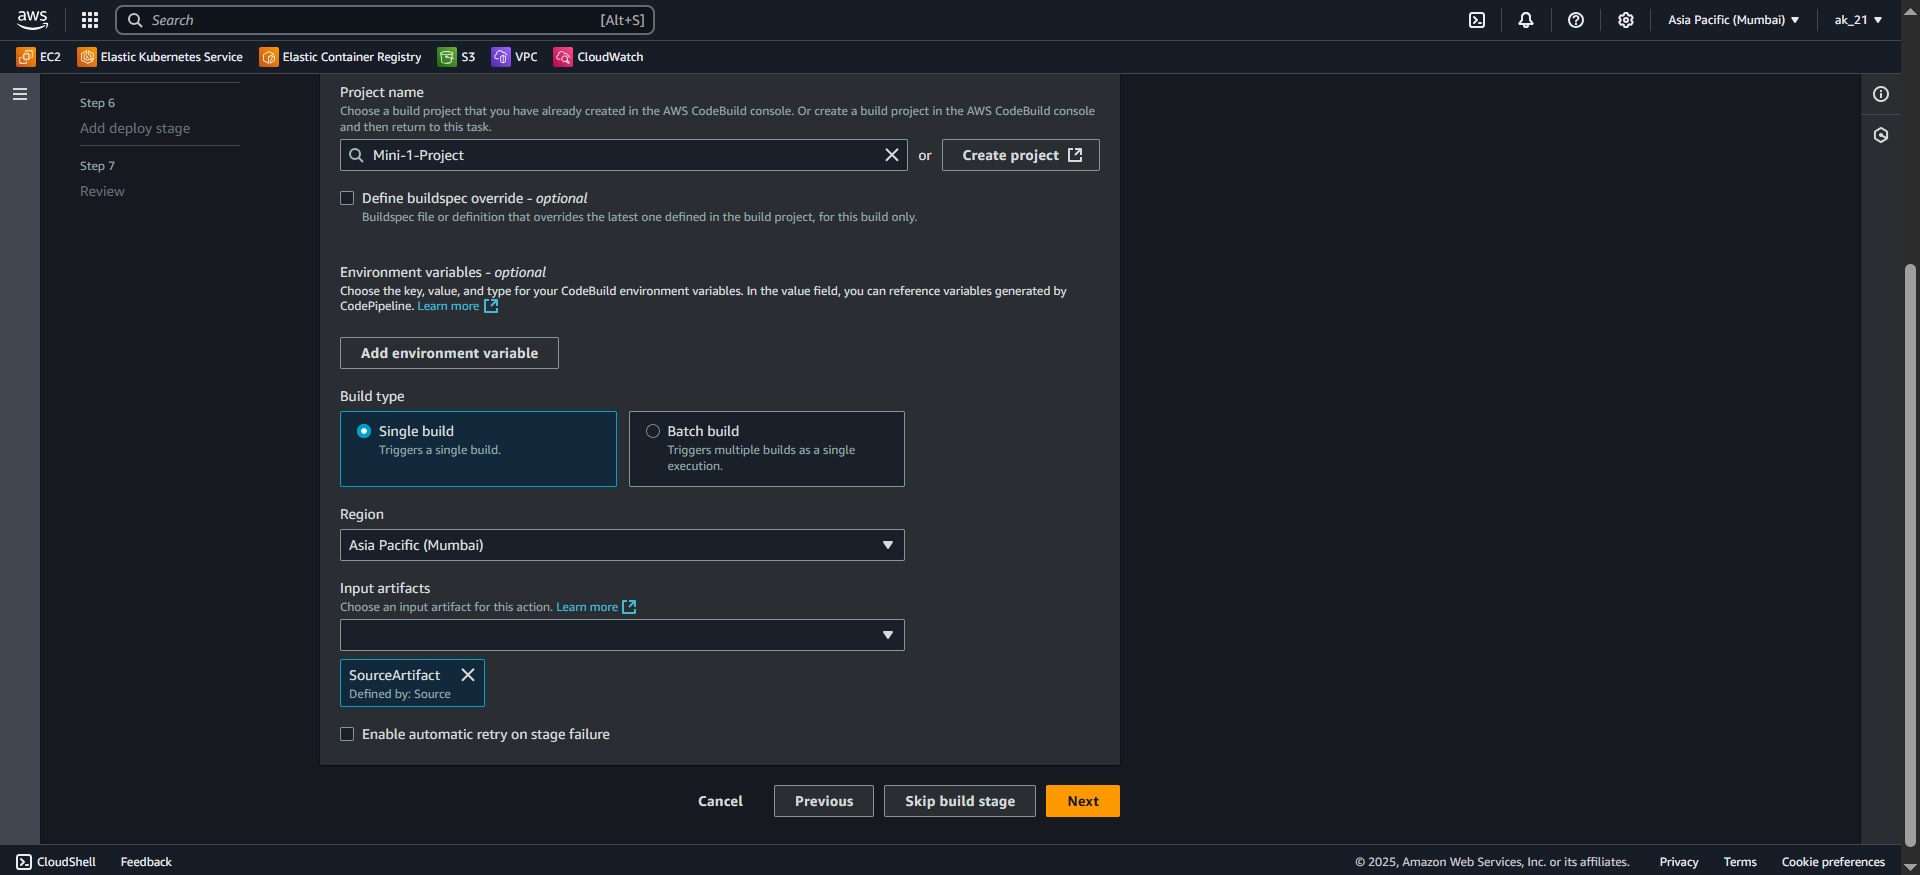 aws
Search [Alt+S]
Asia Pacific (Mumbai)
ak_21
EC2 Elastic Kubernetes Service Elastic Container Registry S3 VPC CloudWatch
Step 6
Add deploy stage
Step 7
Review
Project name
Choose a build project that you have already created in the AWS CodeBuild console. Or create a build project in the AWS CodeBuild console
and then return to this task.
Mini-1-Project
or
Create project
Define buildspec override - optional
Buildspec file or definition that overrides the latest one defined in the build project, for this build only.
Environment variables - optional
Choose the key, value, and type for your CodeBuild environment variables. In the value field, you can reference variables generated by
CodePipeline. Learn more
Add environment variable
Build type
Single build
Triggers a single build.
Batch build
Triggers multiple builds as a single
execution.
Region
Asia Pacific (Mumbai)
Input artifacts
Choose an input artifact for this action. Learn more
SourceArtifact
Defined by: Source
Enable automatic retry on stage failure
Cancel Previous Skip build stage Next
CloudShell Feedback © 2025, Amazon Web Services, Inc. or its affiliates. Privacy Terms Cookie preferences